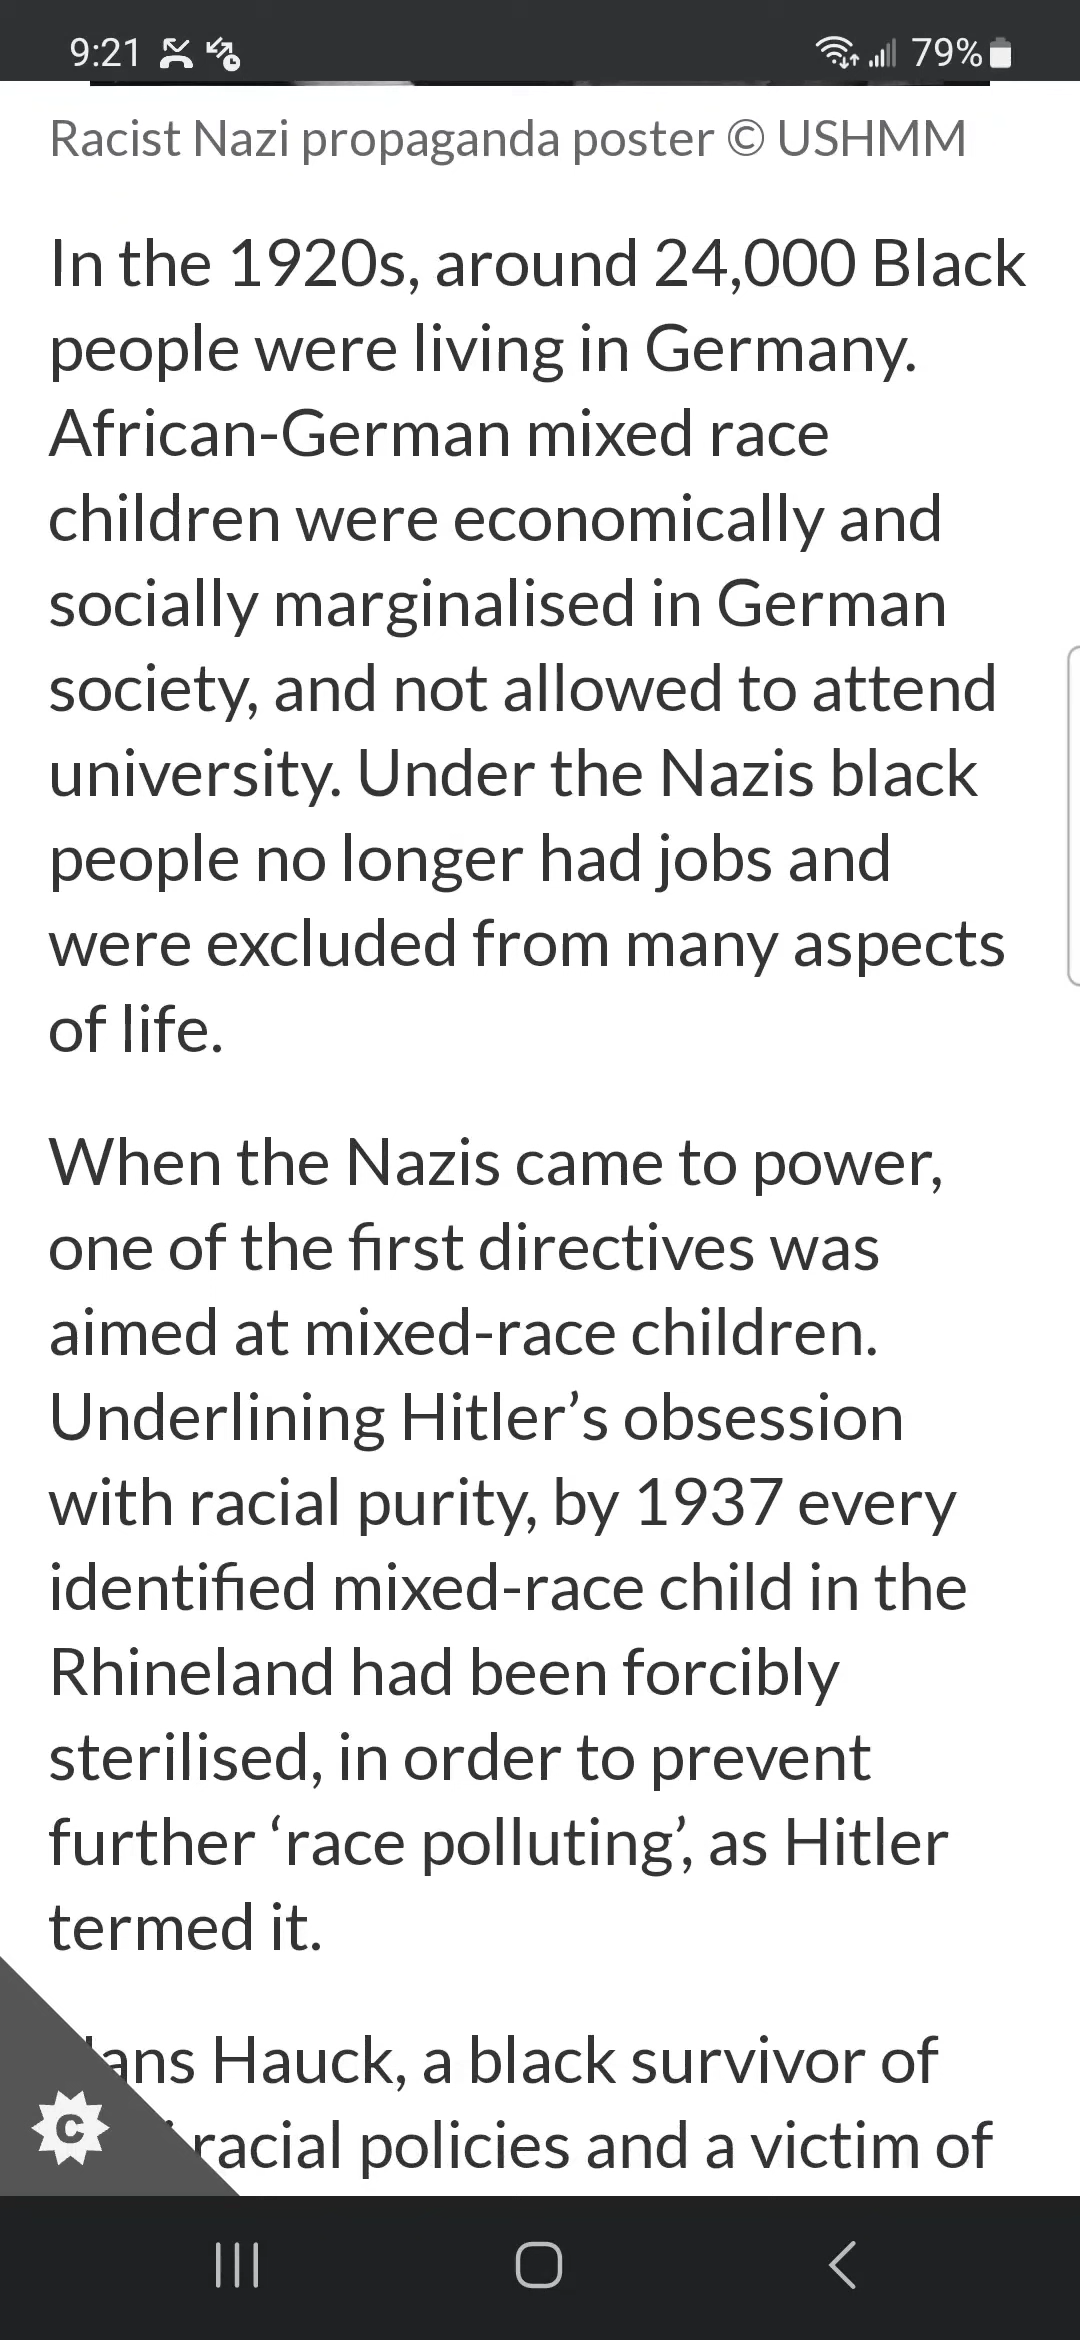 9:21 79%
Racist Nazi propaganda poster © USHMM
In the 1920s, around 24,000 Black
people were living in Germany.
African-German mixed race
children were economically and
socially marginalised in German
society, and not allowed to attend
university. Under the Nazis black
people no longer had jobs and
were excluded from many aspects
of life.
When the Nazis came to power,
one of the first directives was
aimed at mixed-race children.
Underlining Hitler’s obsession
with racial purity, by 1937 every
identified mixed-race child in the
Rhineland had been forcibly
sterilised, in order to prevent
further ‘race polluting’, as Hitler
termed it.
Hauck, a black survivor of
racial policies and a victim of
C